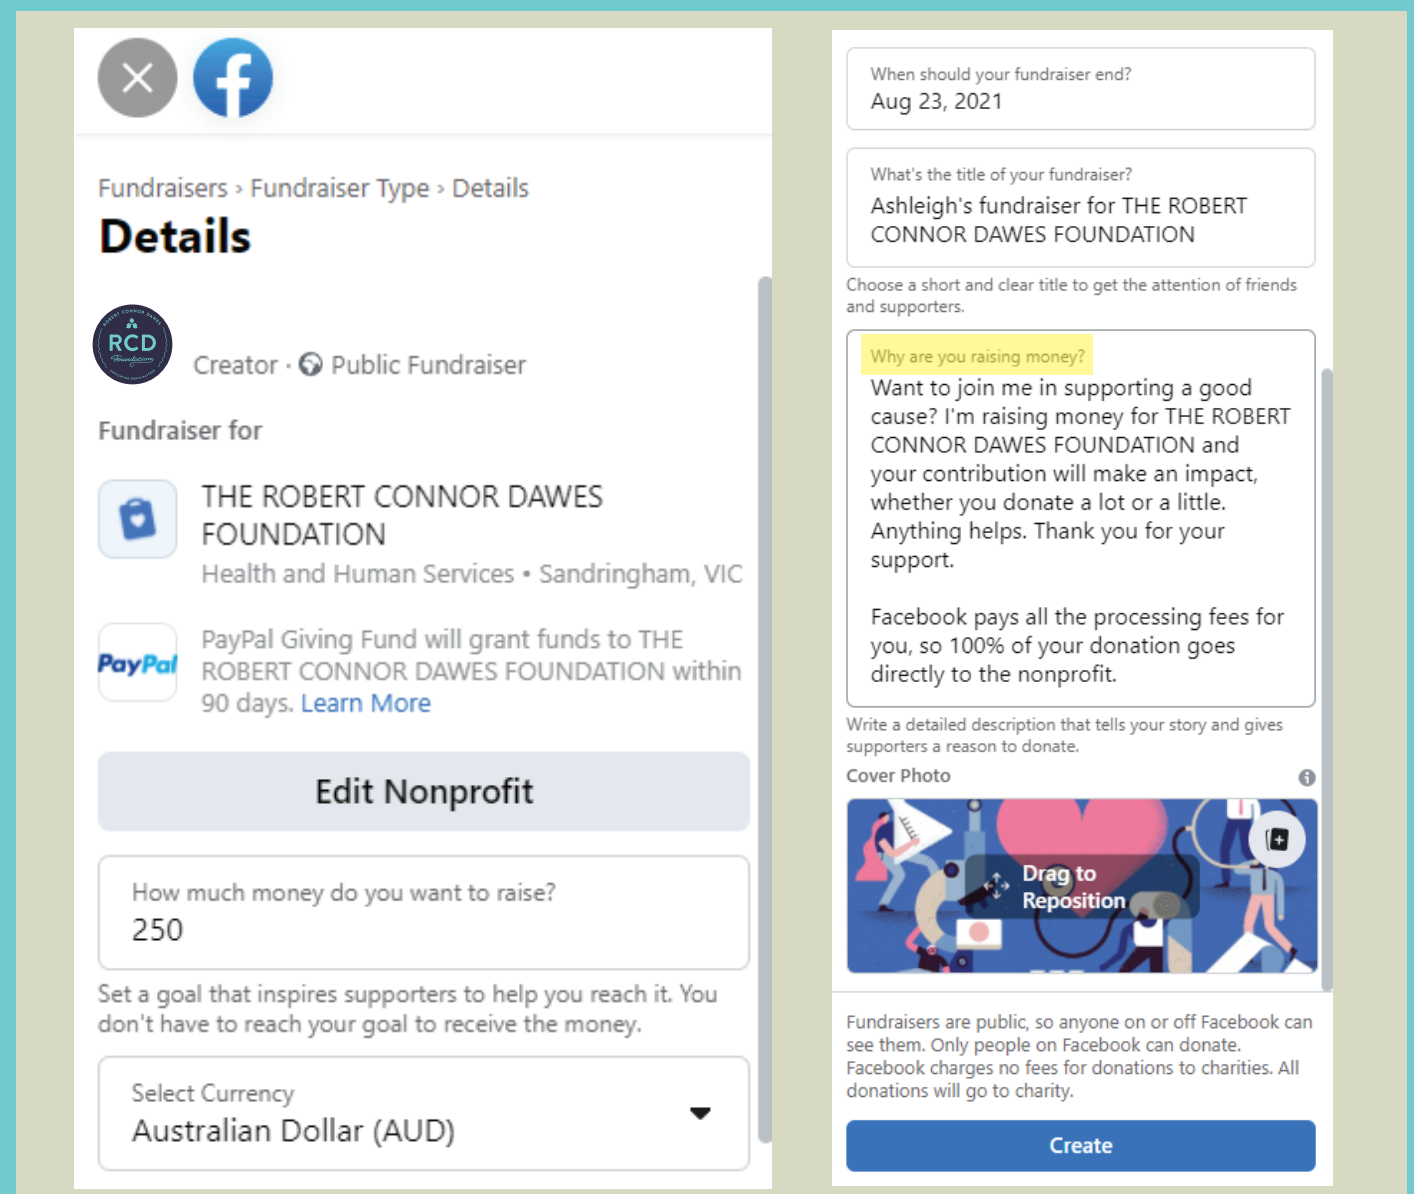 Fundraisers › Fundraiser Type › Details
Details
RCD
Creator · Public Fundraiser
Fundraiser for
THE ROBERT CONNOR DAWES
FOUNDATION
Health and Human Services • Sandringham, VIC
PayPal
PayPal Giving Fund will grant funds to THE
ROBERT CONNOR DAWES FOUNDATION within
90 days. Learn More
Edit Nonprofit
How much money do you want to raise?
250
Set a goal that inspires supporters to help you reach it. You
don't have to reach your goal to receive the money.
Select Currency
Australian Dollar (AUD)
When should your fundraiser end?
Aug 23, 2021
What's the title of your fundraiser?
Ashleigh's fundraiser for THE ROBERT
CONNOR DAWES FOUNDATION
Choose a short and clear title to get the attention of friends
and supporters.
Why are you raising money?
Want to join me in supporting a good
cause? I'm raising money for THE ROBERT
CONNOR DAWES FOUNDATION and
your contribution will make an impact,
whether you donate a lot or a little.
Anything helps. Thank you for your
support.
Facebook pays all the processing fees for
you, so 100% of your donation goes
directly to the nonprofit.
Write a detailed description that tells your story and gives
supporters a reason to donate.
Cover Photo
Drag to
Reposition
Fundraisers are public, so anyone on or off Facebook can
see them. Only people on Facebook can donate.
Facebook charges no fees for donations to charities. All
donations will go to charity.
Create